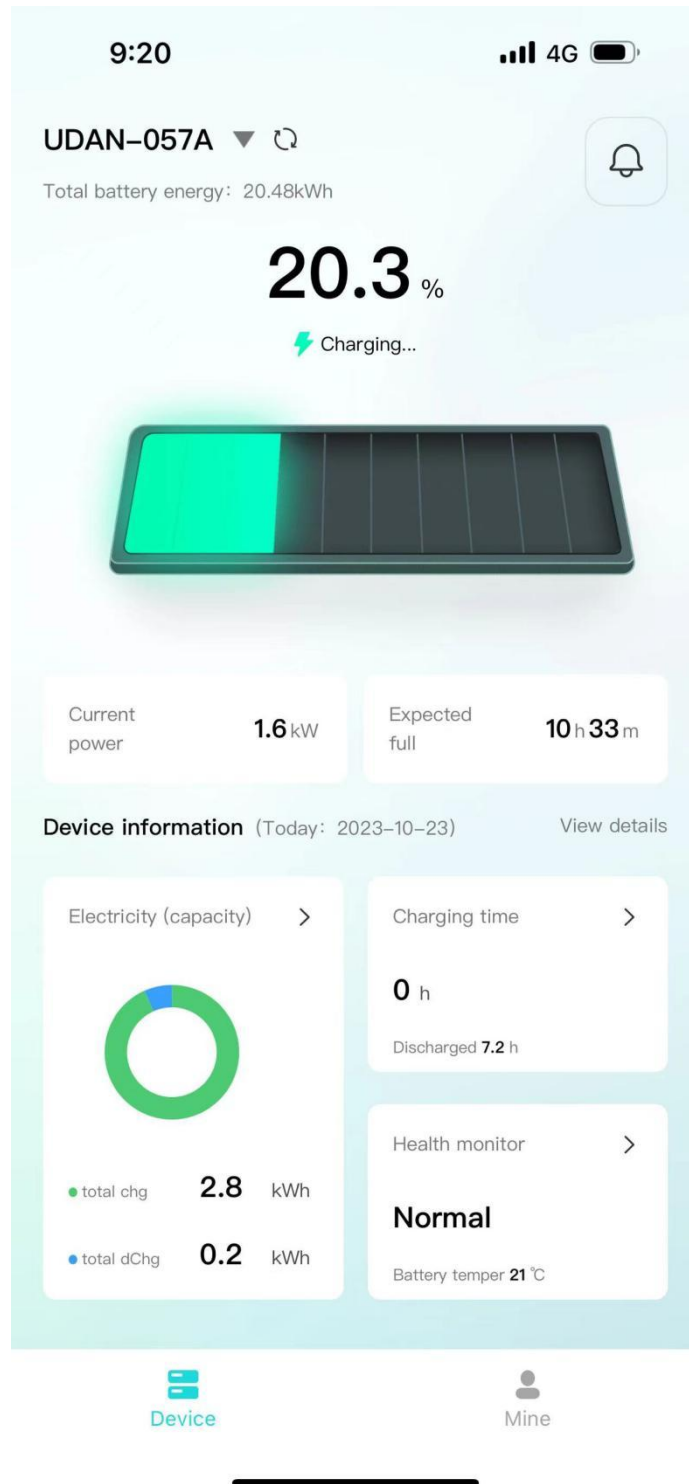 9:20 4G
UDAN-057A
Total battery energy: 20.48kWh
20.3 %
Charging...
Current power 1.6 kW
Expected full 10 h 33 m
Device information (Today: 2023-10-23) View details
Electricity (capacity)
total chg 2.8 kWh
total dChg 0.2 kWh
Charging time
0 h
Discharged 7.2 h
Health monitor
Normal
Battery temper 21 ℃
Device Mine